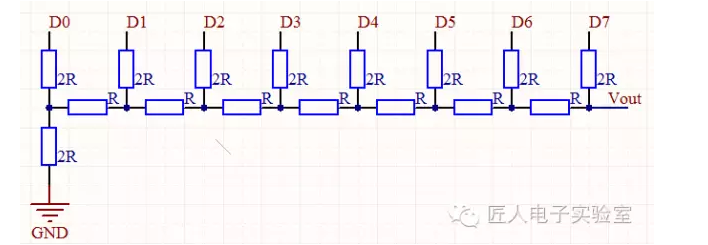 D0 D1 D2 D3 D4 D5 D6 D7
2R 2R 2R 2R 2R 2R 2R 2R
R R R R R R R Vout
2R
GND
匠人电子实验室